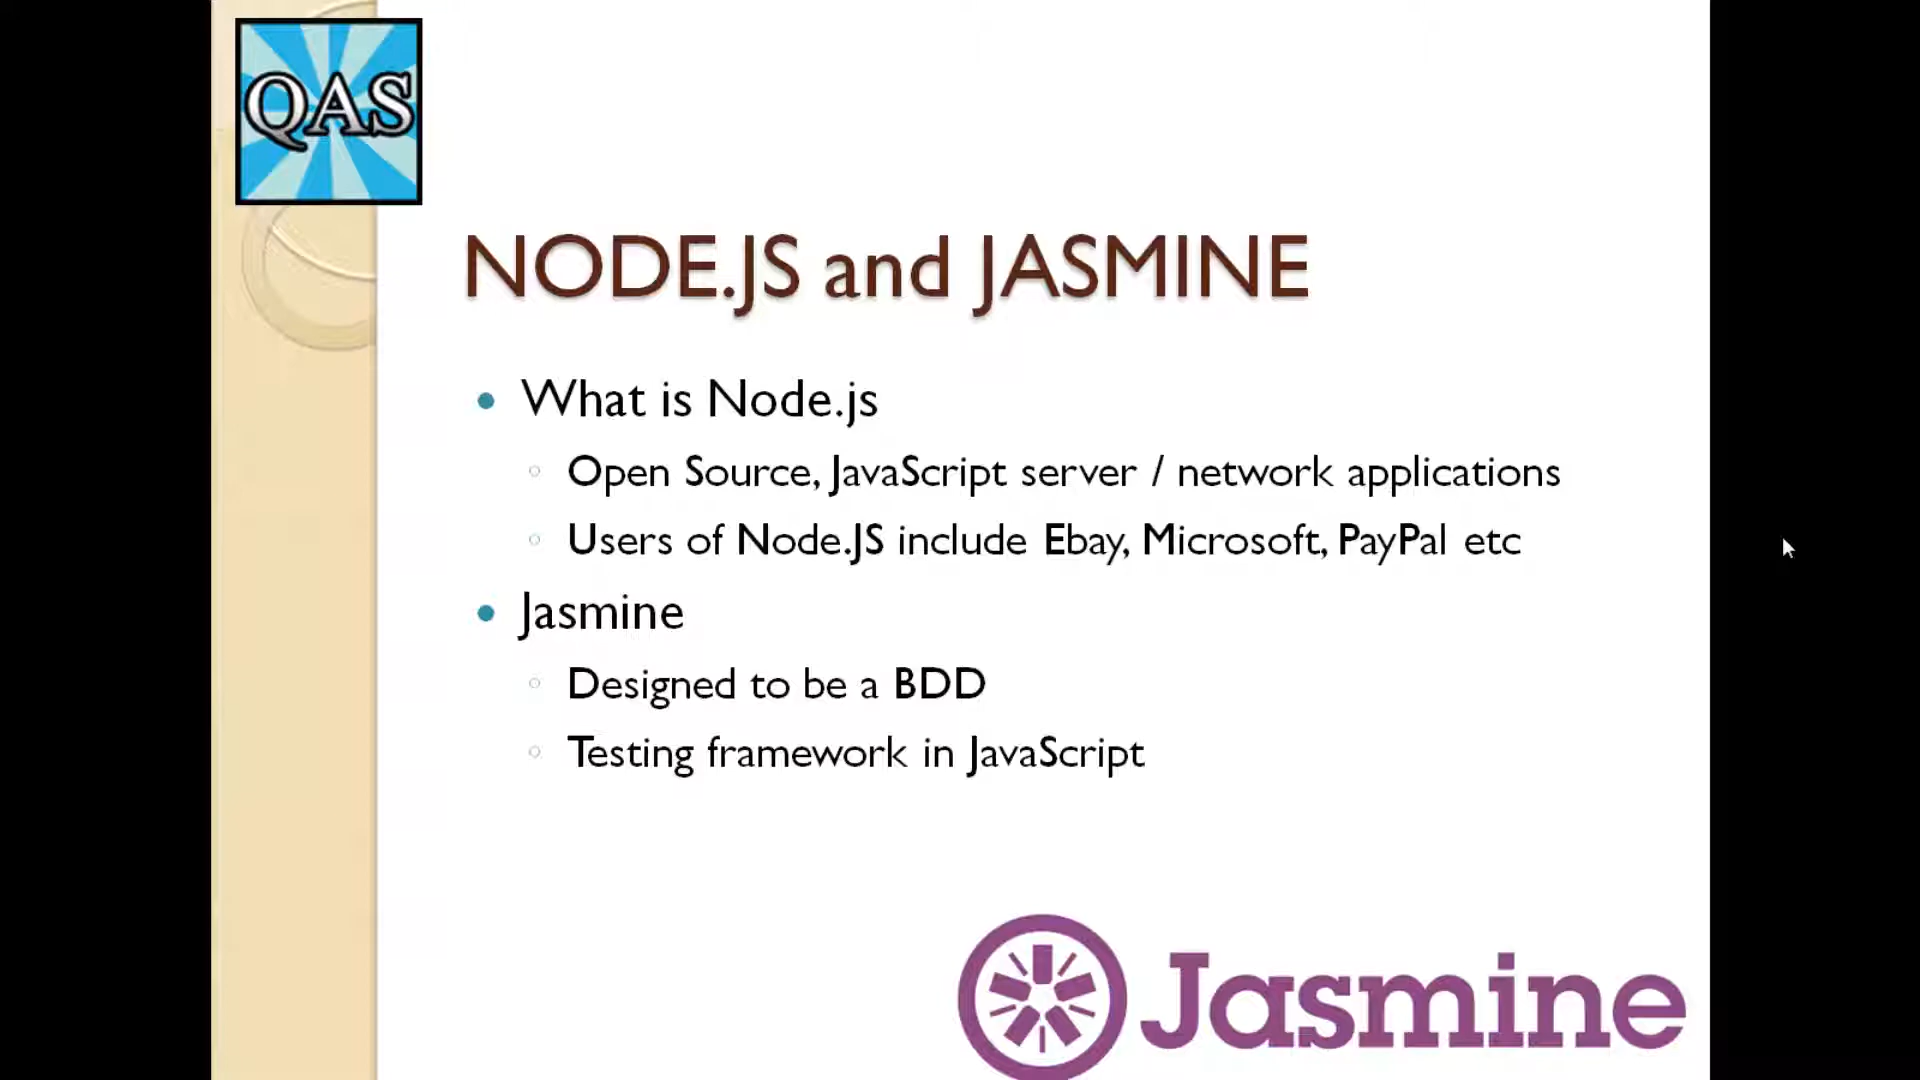 QAS
NODE.JS and JASMINE
What is Node.js
Open Source, JavaScript server / network applications
Users of Node.JS include Ebay, Microsoft, PayPal etc
Jasmine
Designed to be a BDD
Testing framework in JavaScript
Jasmine